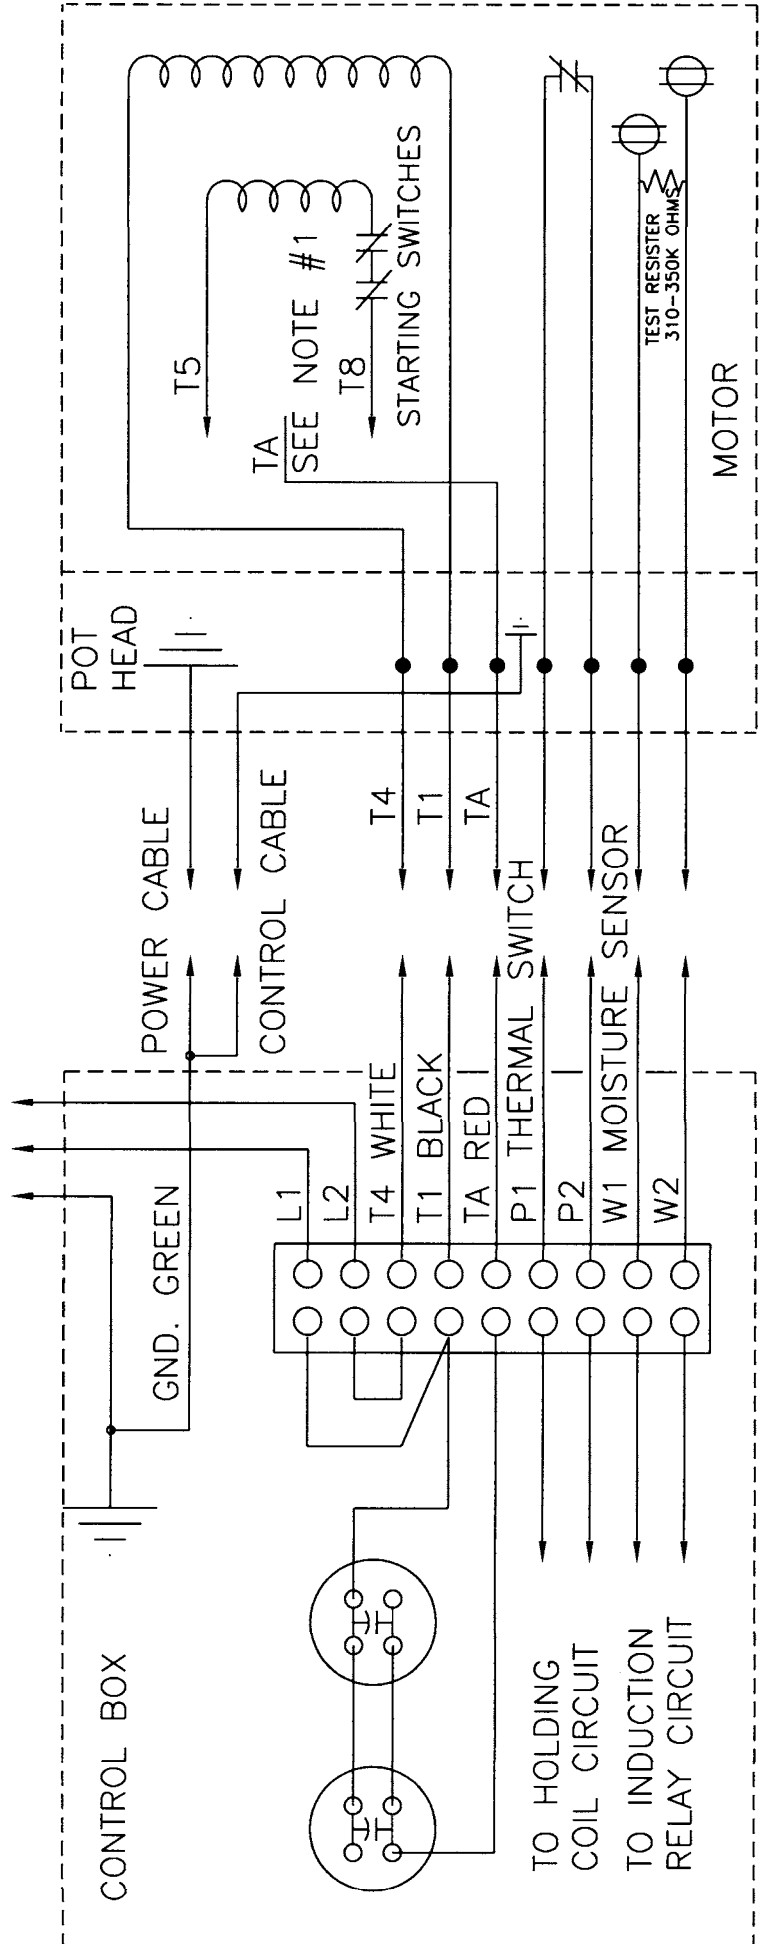 CONTROL BOX
GND. GREEN
POWER CABLE
CONTROL CABLE
POT
HEAD
T5
TA
SEE NOTE #1
T8
STARTING SWITCHES
TEST RESISTER
310-350K OHMS
MOTOR
T4
T1
TA
L1
L2
T4 WHITE
T1 BLACK
TA RED
P1 THERMAL SWITCH
P2
W1 MOISTURE SENSOR
W2
TO HOLDING
COIL CIRCUIT
TO INDUCTION
RELAY CIRCUIT